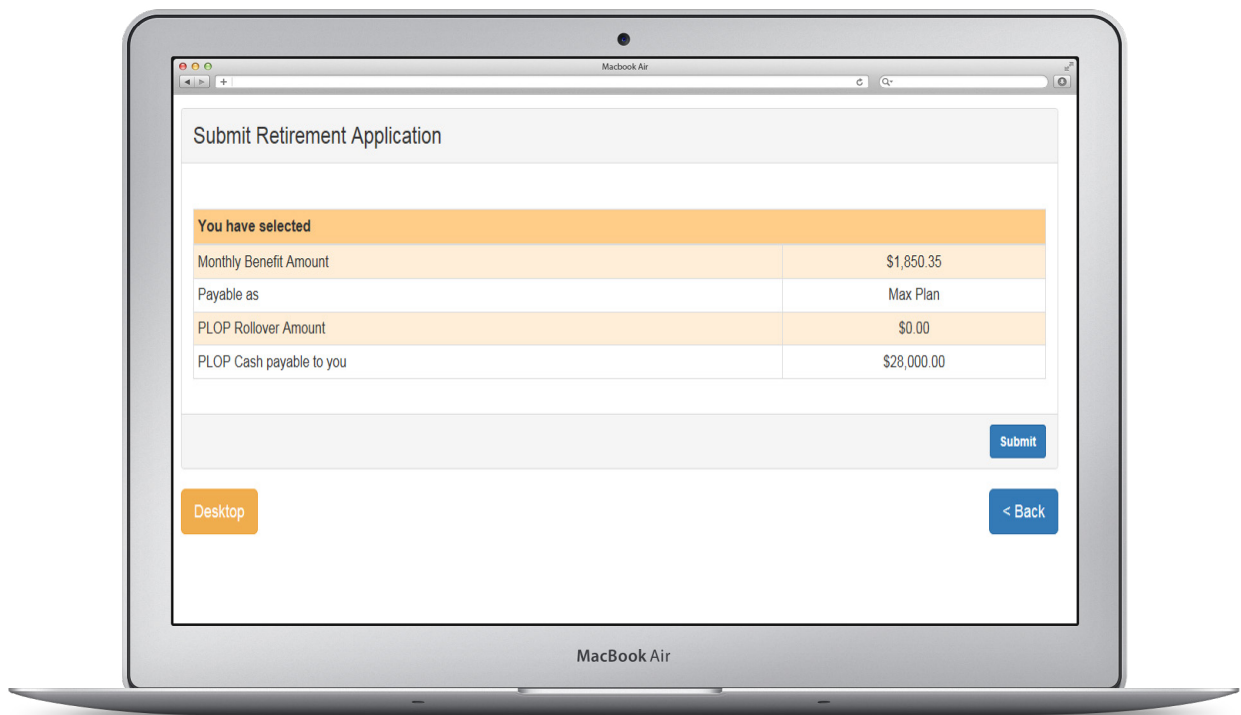 Macbook Air
Submit Retirement Application
You have selected
Monthly Benefit Amount $1,850.35
Payable as Max Plan
PLOP Rollover Amount $0.00
PLOP Cash payable to you $28,000.00
Submit
Desktop < Back
MacBook Air